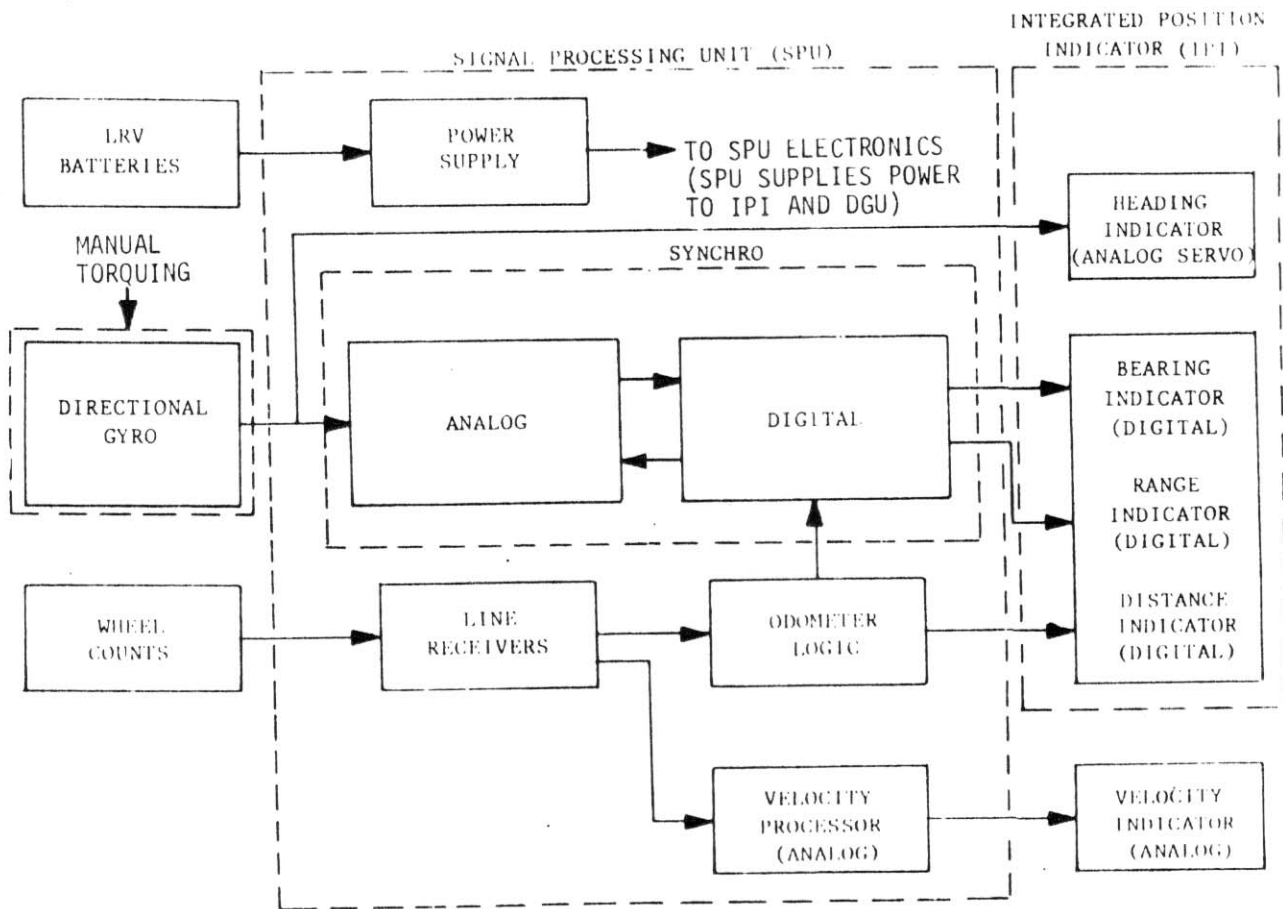 INTEGRATED POSITION
INDICATOR (IPI)
SIGNAL PROCESSING UNIT (SPU)
LRV
BATTERIES
POWER
SUPPLY
TO SPU ELECTRONICS
(SPU SUPPLIES POWER
TO IPI AND DGU)
HEADING
INDICATOR
(ANALOG SERVO)
MANUAL
TORQUING
SYNCHRO
DIRECTIONAL
GYRO
ANALOG
DIGITAL
BEARING
INDICATOR
(DIGITAL)
RANGE
INDICATOR
(DIGITAL)
DISTANCE
INDICATOR
(DIGITAL)
WHEEL
COUNTS
LINE
RECEIVERS
ODOMETER
LOGIC
VELOCITY
PROCESSOR
(ANALOG)
VELOCITY
INDICATOR
(ANALOG)